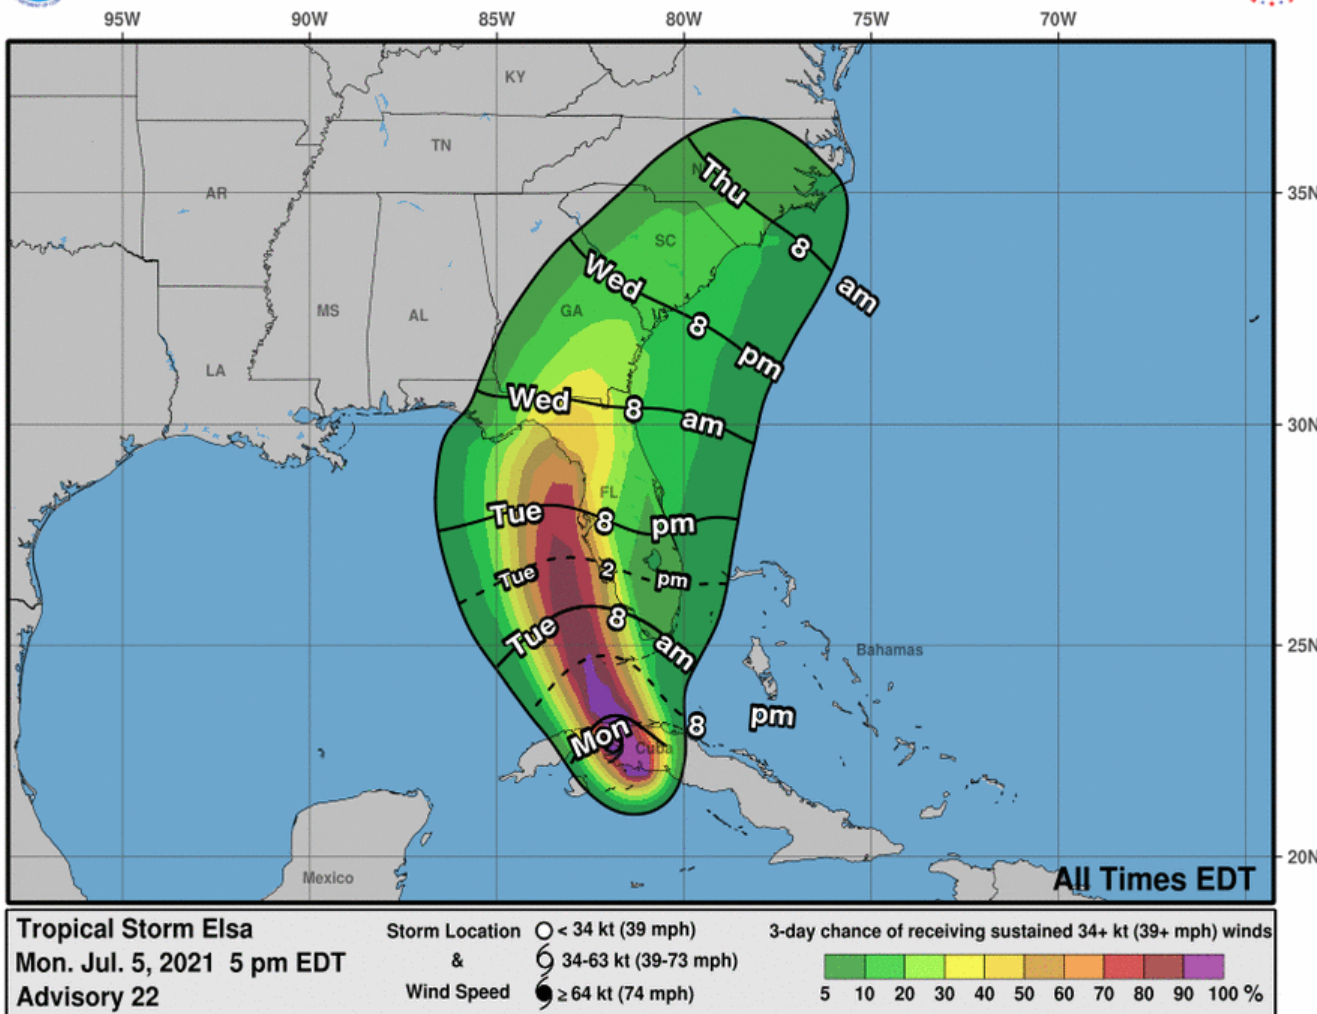 95W 90W 85W 80W 75W 70W
KY
TN
AR
Thu
35N
SC
8
Wed
am
MS
AL
GA
8
LA
pm
Wed 8 am
30N
FL
Tue 8 pm
Tue 2 pm
Tue 8 am
25N
Bahamas
8 pm
Mon
Cuba
20N
Mexico
All Times EDT
Tropical Storm Elsa
Mon. Jul. 5, 2021 5 pm EDT
Advisory 22
Storm Location
&
Wind Speed
< 34 kt (39 mph)
34-63 kt (39-73 mph)
≥ 64 kt (74 mph)
3-day chance of receiving sustained 34+ kt (39+ mph) winds
5 10 20 30 40 50 60 70 80 90 100 %